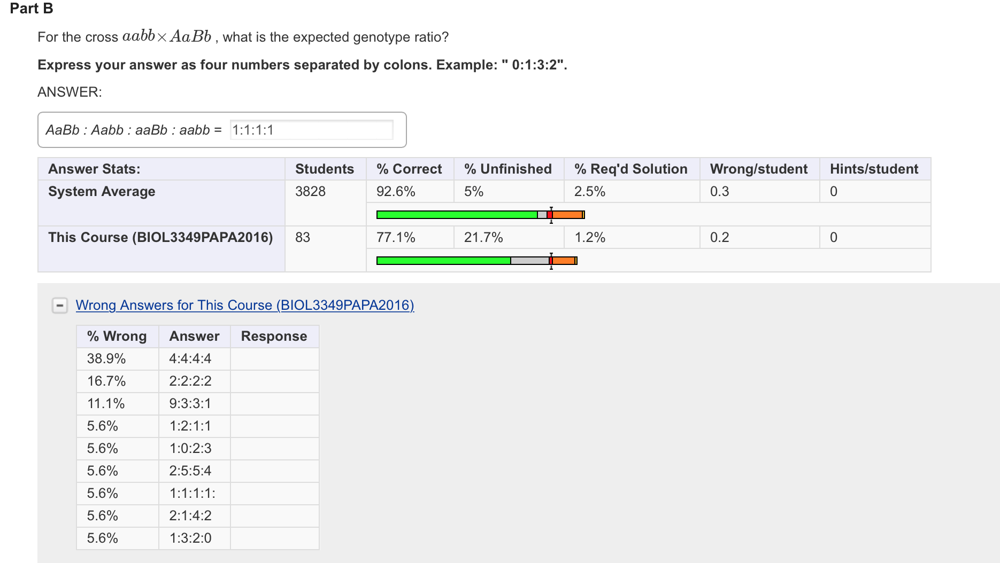 Part B
For the cross aabb×AaBb , what is the expected genotype ratio?
Express your answer as four numbers separated by colons. Example: " 0:1:3:2".
ANSWER:
AaBb : Aabb : aaBb : aabb = 1:1:1:1
Answer Stats: Students % Correct % Unfinished % Req'd Solution Wrong/student Hints/student
System Average 3828 92.6% 5% 2.5% 0.3 0
This Course (BIOL3349PAPA2016) 83 77.1% 21.7% 1.2% 0.2 0
Wrong Answers for This Course (BIOL3349PAPA2016)
% Wrong Answer Response
38.9% 4:4:4:4
16.7% 2:2:2:2
11.1% 9:3:3:1
5.6% 1:2:1:1
5.6% 1:0:2:3
5.6% 2:5:5:4
5.6% 1:1:1:1:
5.6% 2:1:4:2
5.6% 1:3:2:0